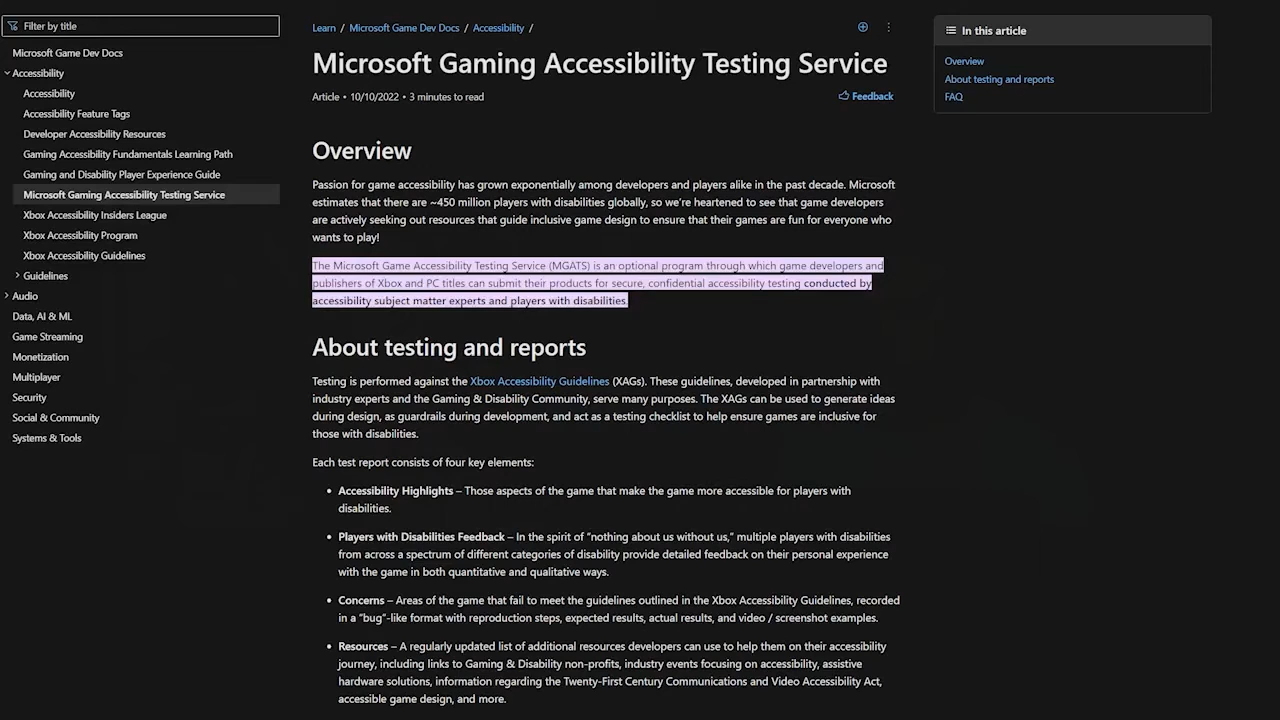 Filter by title
Microsoft Game Dev Docs
Accessibility
Accessibility
Accessibility Feature Tags
Developer Accessibility Resources
Gaming Accessibility Fundamentals Learning Path
Gaming and Disability Player Experience Guide
Microsoft Gaming Accessibility Testing Service
Xbox Accessibility Insiders League
Xbox Accessibility Program
Xbox Accessibility Guidelines
Guidelines
Audio
Data, AI & ML
Game Streaming
Monetization
Multiplayer
Security
Social & Community
Systems & Tools
Learn / Microsoft Game Dev Docs / Accessibility /
Microsoft Gaming Accessibility Testing Service
Article • 10/10/2022 • 3 minutes to read
Feedback
Overview
Passion for game accessibility has grown exponentially among developers and players alike in the past decade. Microsoft
estimates that there are ~450 million players with disabilities globally, so we're heartened to see that game developers
are actively seeking out resources that guide inclusive game design to ensure that their games are fun for everyone who
wants to play!
The Microsoft Game Accessibility Testing Service (MGATS) is an optional program through which game developers and
publishers of Xbox and PC titles can submit their products for secure, confidential accessibility testing conducted by
accessibility subject matter experts and players with disabilities.
About testing and reports
Testing is performed against the Xbox Accessibility Guidelines (XAGs). These guidelines, developed in partnership with
industry experts and the Gaming & Disability Community, serve many purposes. The XAGs can be used to generate ideas
during design, as guardrails during development, and act as a testing checklist to help ensure games are inclusive for
those with disabilities.
Each test report consists of four key elements:
• Accessibility Highlights – Those aspects of the game that make the game more accessible for players with
disabilities.
• Players with Disabilities Feedback – In the spirit of "nothing about us without us," multiple players with disabilities
from across a spectrum of different categories of disability provide detailed feedback on their personal experience
with the game in both quantitative and qualitative ways.
• Concerns – Areas of the game that fail to meet the guidelines outlined in the Xbox Accessibility Guidelines, recorded
in a "bug"-like format with reproduction steps, expected results, actual results, and video / screenshot examples.
• Resources – A regularly updated list of additional resources developers can use to help them on their accessibility
journey, including links to Gaming & Disability non-profits, industry events focusing on accessibility, assistive
hardware solutions, information regarding the Twenty-First Century Communications and Video Accessibility Act,
accessible game design, and more.
In this article
Overview
About testing and reports
FAQ